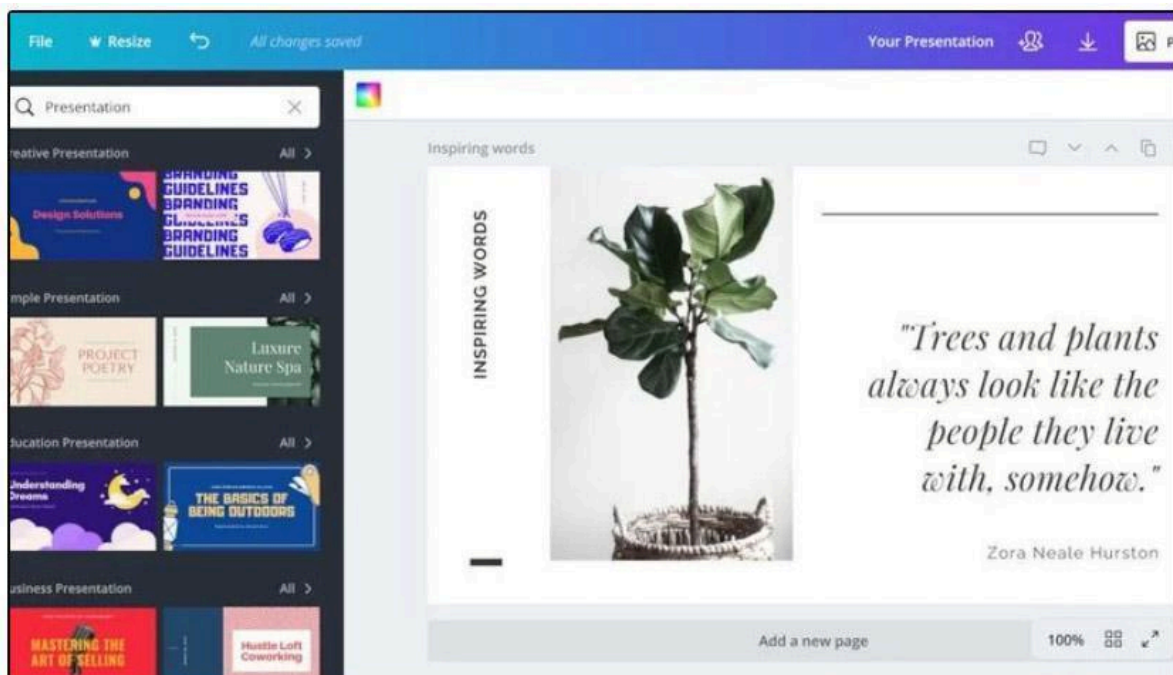 File Resize All changes saved Your Presentation
Presentation
reative Presentation All
Design Solutions
BRANDING
GUIDELINES
BRANDING
GUIDELINES
BRANDING
GUIDELINES
mple Presentation All
PROJECT
POETRY
Luxure
Nature Spa
ducation Presentation All
Understanding
Dreams
THE BASICS OF
BEING OUTDOORS
usiness Presentation All
MASTERING THE
ART OF SELLING
Hustle Loft
Coworking
Inspiring words
INSPIRING WORDS
"Trees and plants
always look like the
people they live
with, somehow."
Zora Neale Hurston
Add a new page 100%